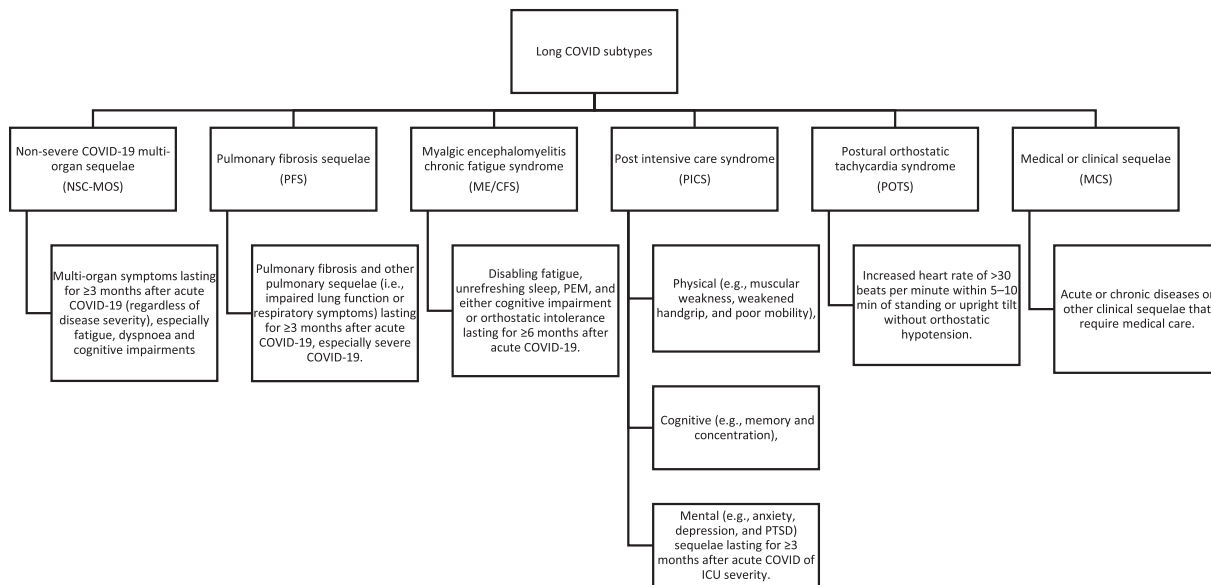 Long COVID subtypes
Non-severe COVID-19 multi-
organ sequelae
(NSC-MOS)
Pulmonary fibrosis sequelae
(PFS)
Myalgic encephalomyelitis
chronic fatigue syndrome
(ME/CFS)
Post intensive care syndrome
(PICS)
Postural orthostatic
tachycardia syndrome
(POTS)
Medical or clinical sequelae
(MCS)
Multi-organ symptoms lasting
for ≥3 months after acute
COVID-19 (regardless of
disease severity), especially
fatigue, dyspnoea and
cognitive impairments
Pulmonary fibrosis and other
pulmonary sequelae (i.e.,
impaired lung function or
respiratory symptoms) lasting
for ≥3 months after acute
COVID-19, especially severe
COVID-19.
Disabling fatigue,
unrefreshing sleep, PEM, and
either cognitive impairment
or orthostatic intolerance
lasting for ≥6 months after
acute COVID-19.
Physical (e.g., muscular
weakness, weakened
handgrip, and poor mobility),
Cognitive (e.g., memory and
concentration),
Mental (e.g., anxiety,
depression, and PTSD)
sequelae lasting for ≥3
months after acute COVID of
ICU severity.
Increased heart rate of >30
beats per minute within 5–10
min of standing or upright tilt
without orthostatic
hypotension.
Acute or chronic diseases or
other clinical sequelae that
require medical care.